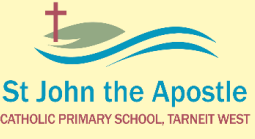 St John the Apostle
CATHOLIC PRIMARY SCHOOL, TARNEIT WEST